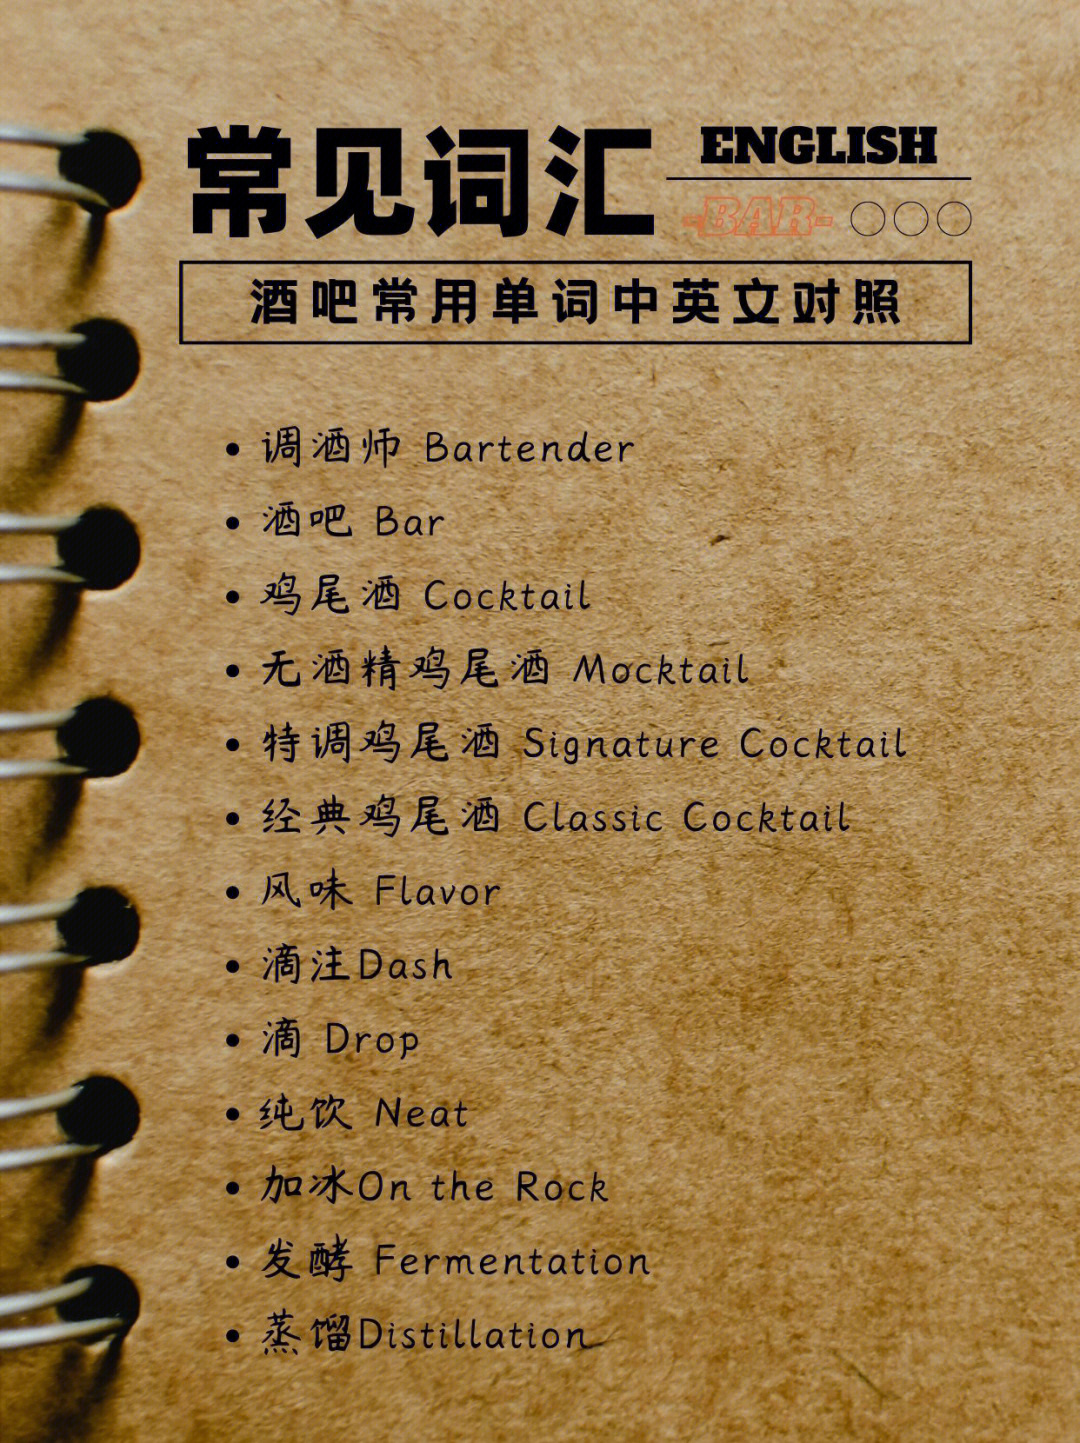 常见词汇
ENGLISH
-BAR-
酒吧常用单词中英文对照
• 调酒师 Bartender
• 酒吧 Bar
• 鸡尾酒 Cocktail
• 无酒精鸡尾酒 Mocktail
• 特调鸡尾酒 Signature Cocktail
• 经典鸡尾酒 Classic Cocktail
• 风味 Flavor
• 滴注Dash
• 滴 Drop
• 纯饮 Neat
• 加冰On the Rock
• 发酵 Fermentation
• 蒸馏Distillation